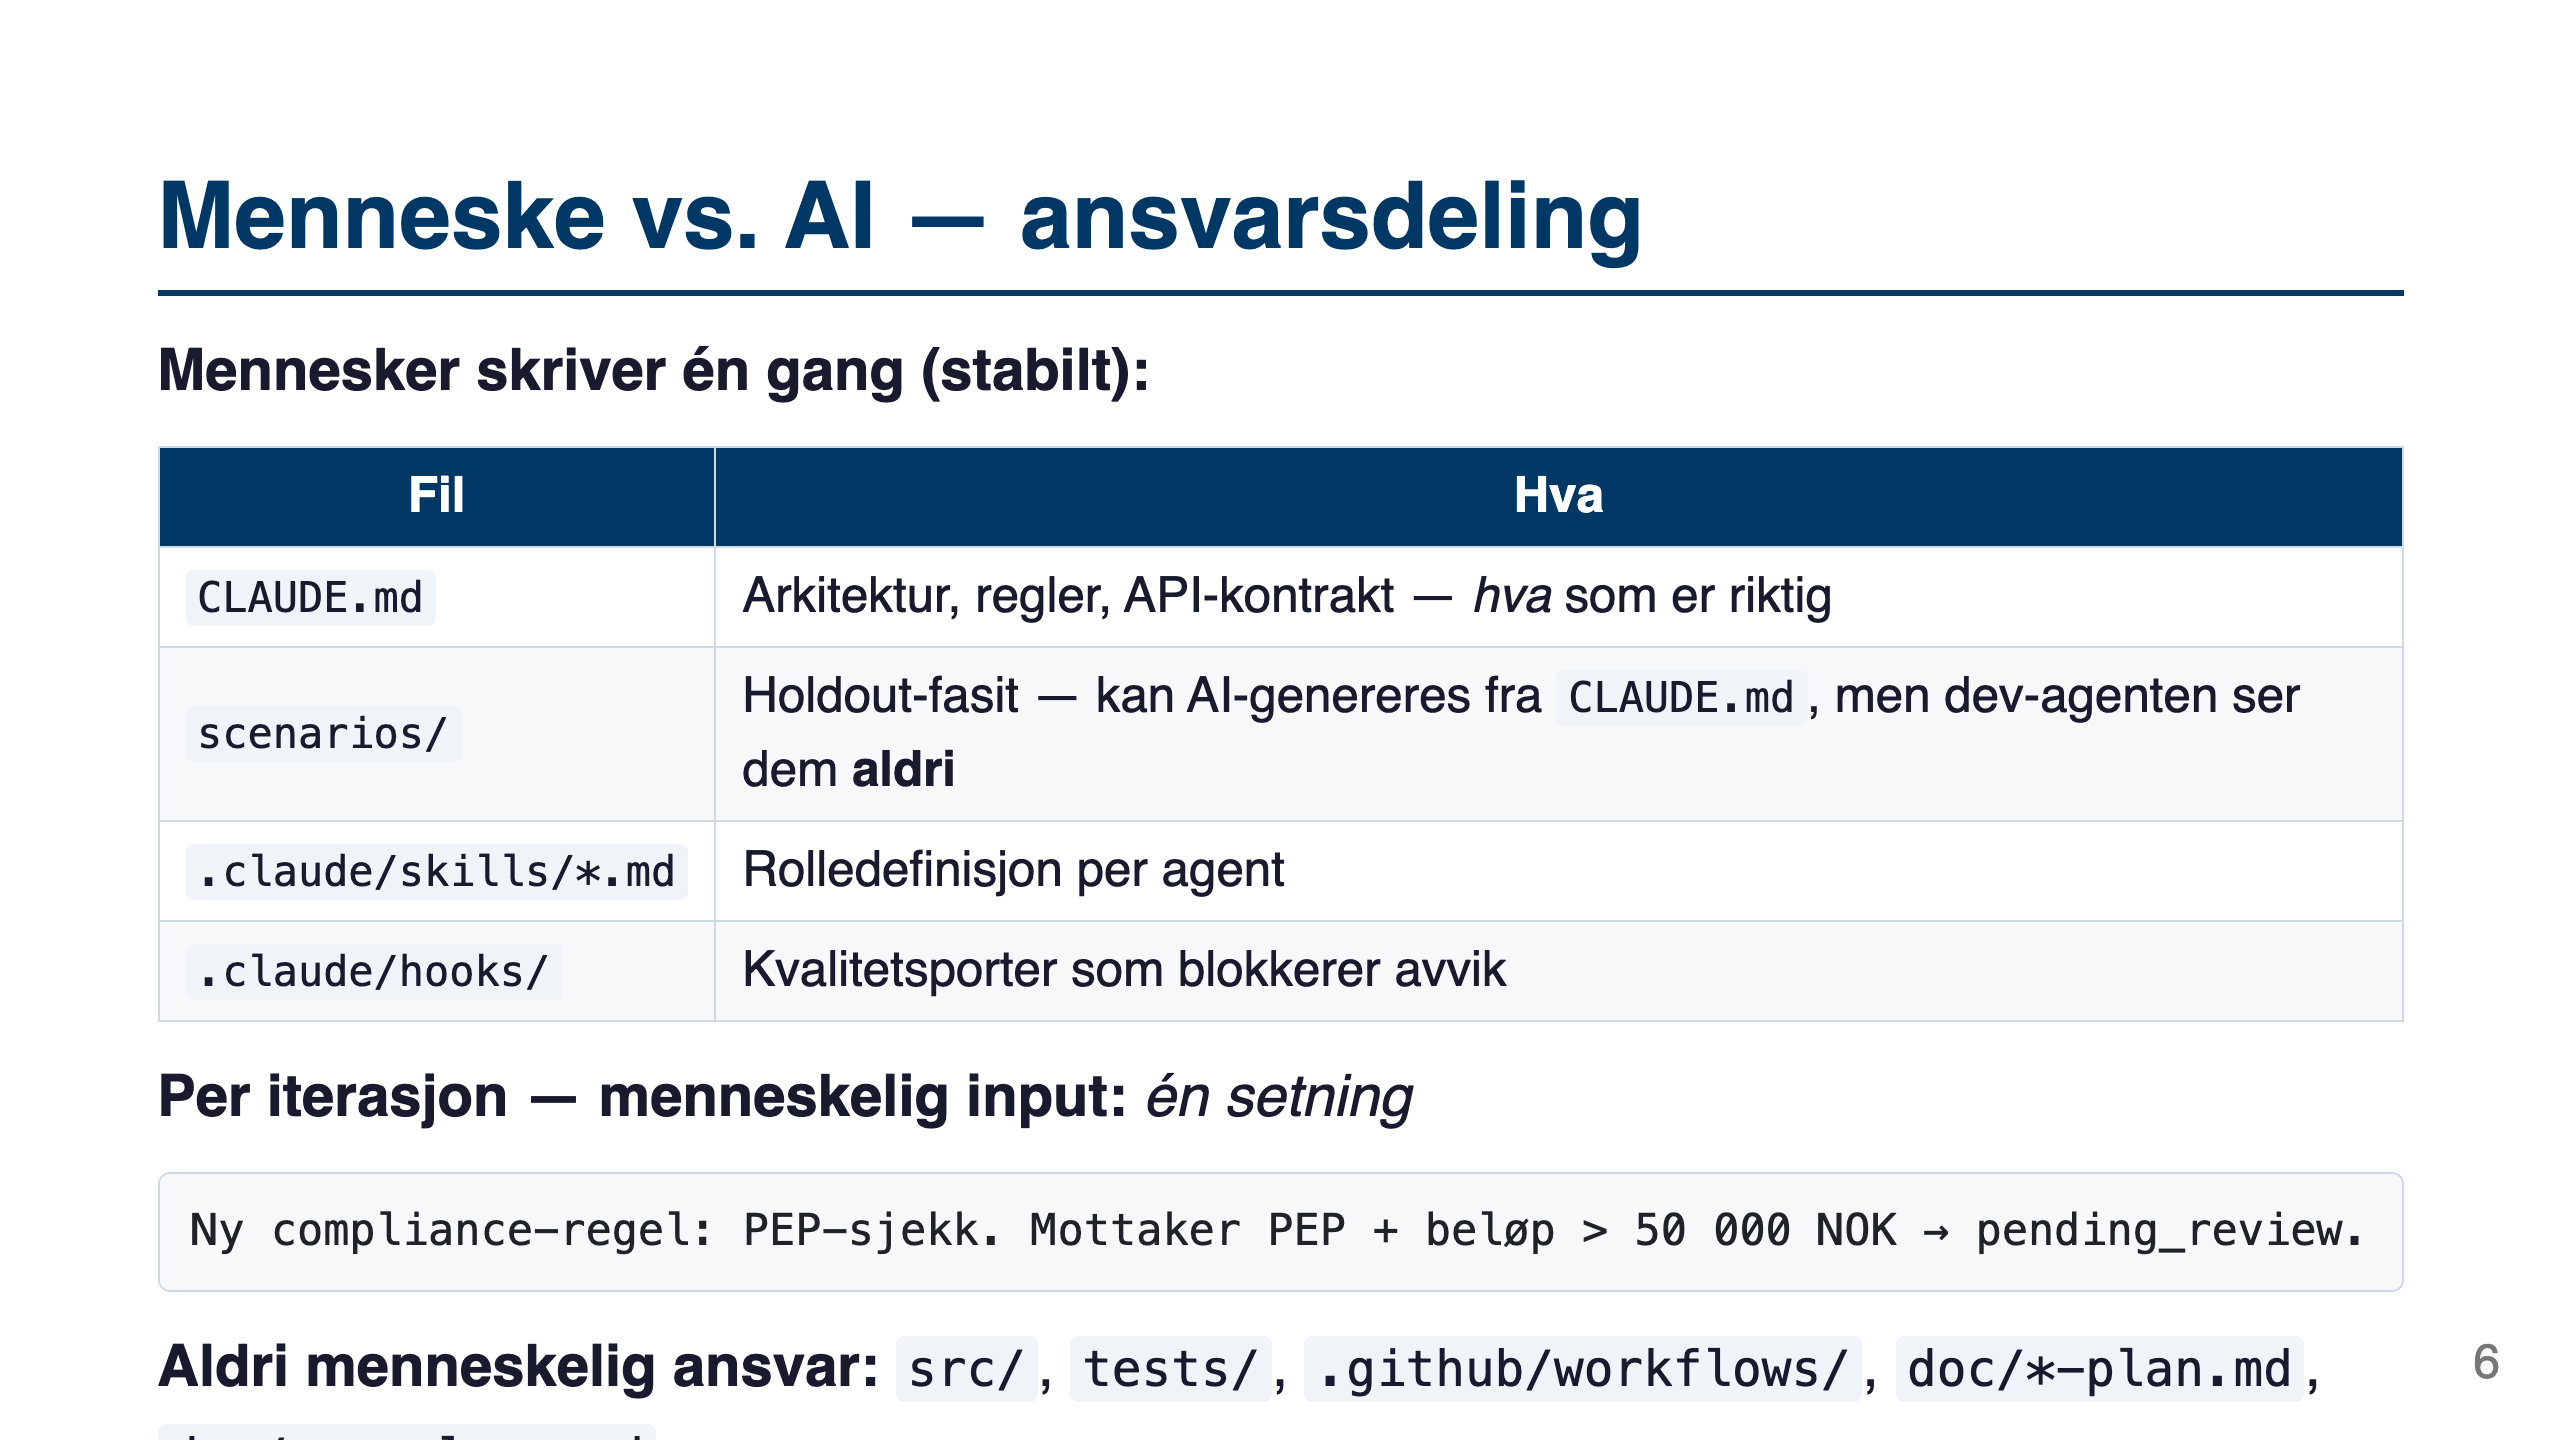 Menneske vs. AI — ansvarsdeling
Mennesker skriver én gang (stabilt):
Fil Hva
CLAUDE.md Arkitektur, regler, API-kontrakt — hva som er riktig
scenarios/ Holdout-fasit — kan AI-genereres fra CLAUDE.md, men dev-agenten ser
dem aldri
.claude/skills/*.md Rolledefinisjon per agent
.claude/hooks/ Kvalitetsporter som blokkerer avvik
Per iterasjon — menneskelig input: én setning
Ny compliance-regel: PEP-sjekk. Mottaker PEP + beløp > 50 000 NOK → pending_review.
Aldri menneskelig ansvar: src/, tests/, .github/workflows/, doc/*-plan.md,
6